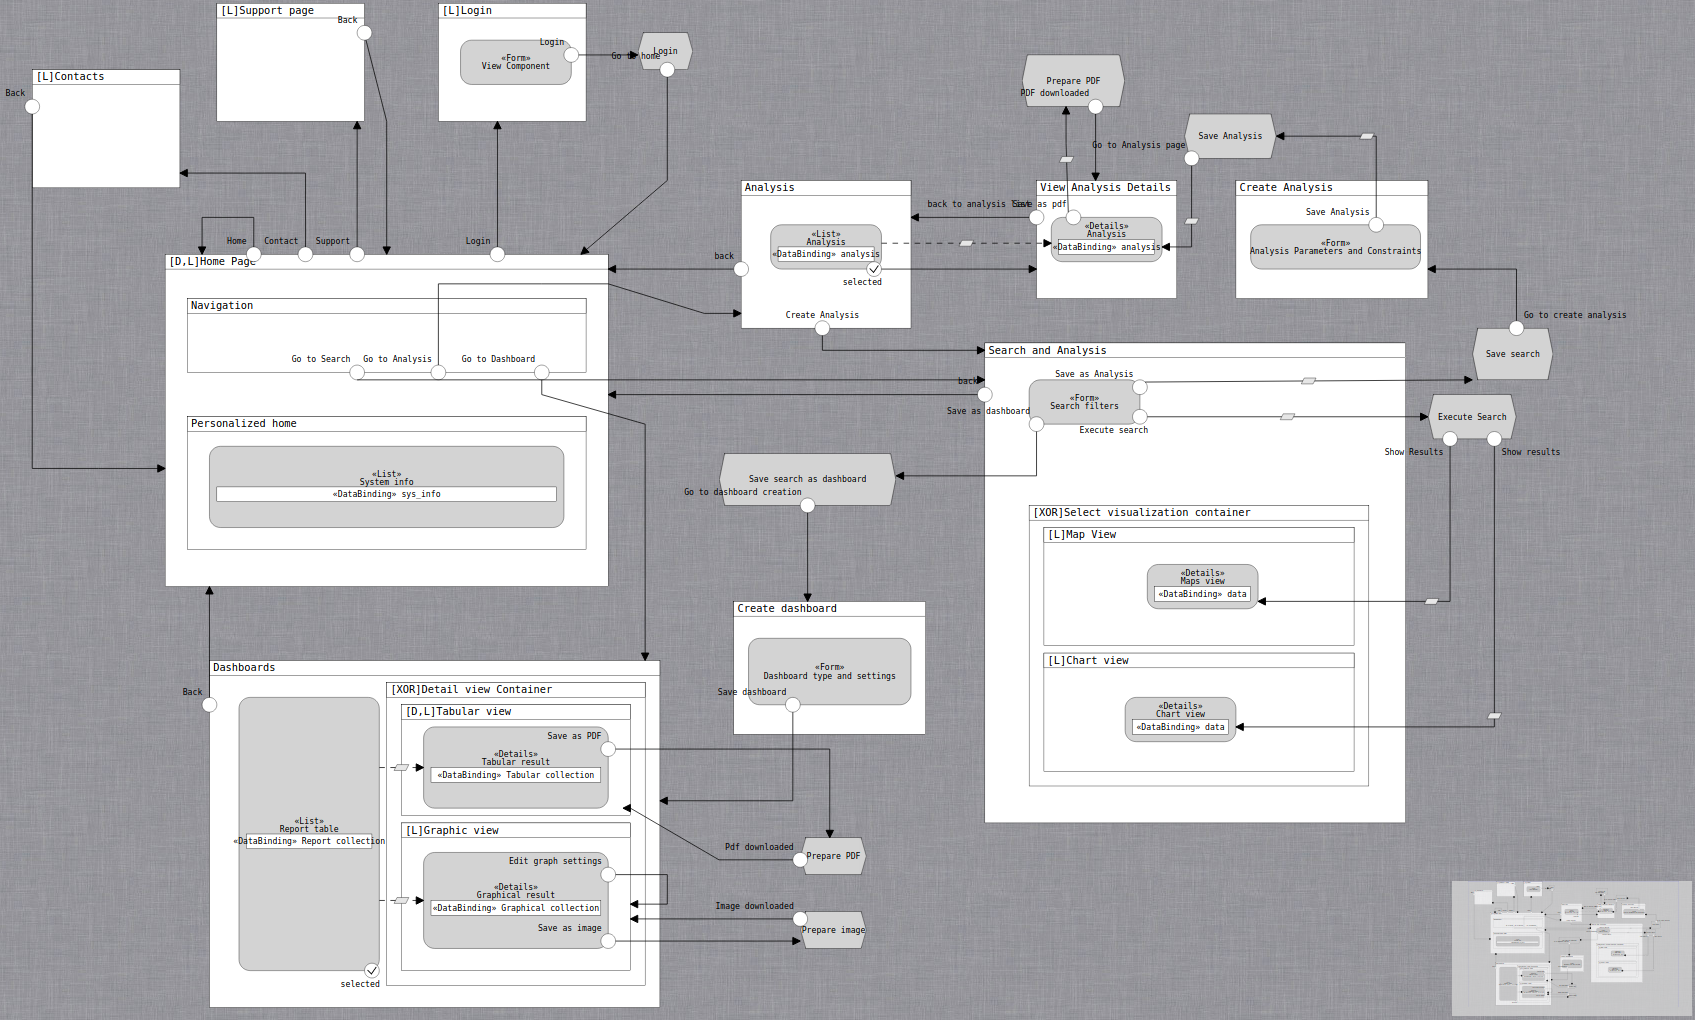 [L]Support page
Back
[L]Login
Login
«Form»
View Component
Login
Go to home
[L]Contacts
Back
Prepare PDF
PDF downloaded
Save Analysis
Go to Analysis page
Analysis
«List»
Analysis
«DataBinding» analysis
selected
back
Create Analysis
View Analysis Details
back to analysis list
Save as pdf
«Details»
Analysis
«DataBinding» analysis
Create Analysis
Save Analysis
«Form»
Analysis Parameters and Constraints
Home
Contact
Support
Login
[D,L]Home Page
Navigation
Go to Search
Go to Analysis
Go to Dashboard
Personalized home
«List»
System info
«DataBinding» sys_info
Go to create analysis
Save search
Search and Analysis
back
Save as Analysis
«Form»
Search filters
Save as dashboard
Execute search
Execute Search
Show Results
Show results
Save search as dashboard
Go to dashboard creation
[XOR]Select visualization container
[L]Map View
«Details»
Maps view
«DataBinding» data
[L]Chart view
«Details»
Chart view
«DataBinding» data
Create dashboard
«Form»
Dashboard type and settings
Save dashboard
Dashboards
Back
«List»
Report table
«DataBinding» Report collection
selected
[XOR]Detail view Container
[D,L]Tabular view
Save as PDF
«Details»
Tabular result
«DataBinding» Tabular collection
[L]Graphic view
Edit graph settings
«Details»
Graphical result
«DataBinding» Graphical collection
Save as image
Pdf downloaded
Prepare PDF
Image downloaded
Prepare image